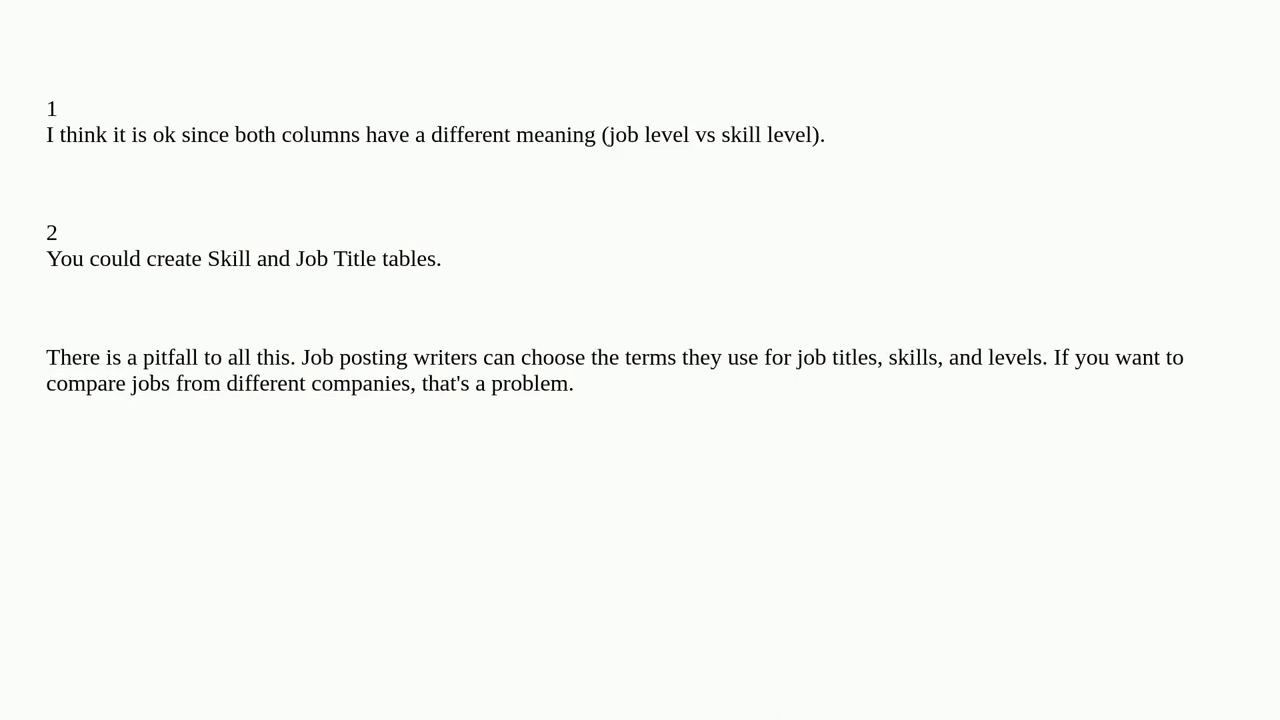 1
I think it is ok since both columns have a different meaning (job level vs skill level).
2
You could create Skill and Job Title tables.
There is a pitfall to all this. Job posting writers can choose the terms they use for job titles, skills, and levels. If you want to
compare jobs from different companies, that's a problem.